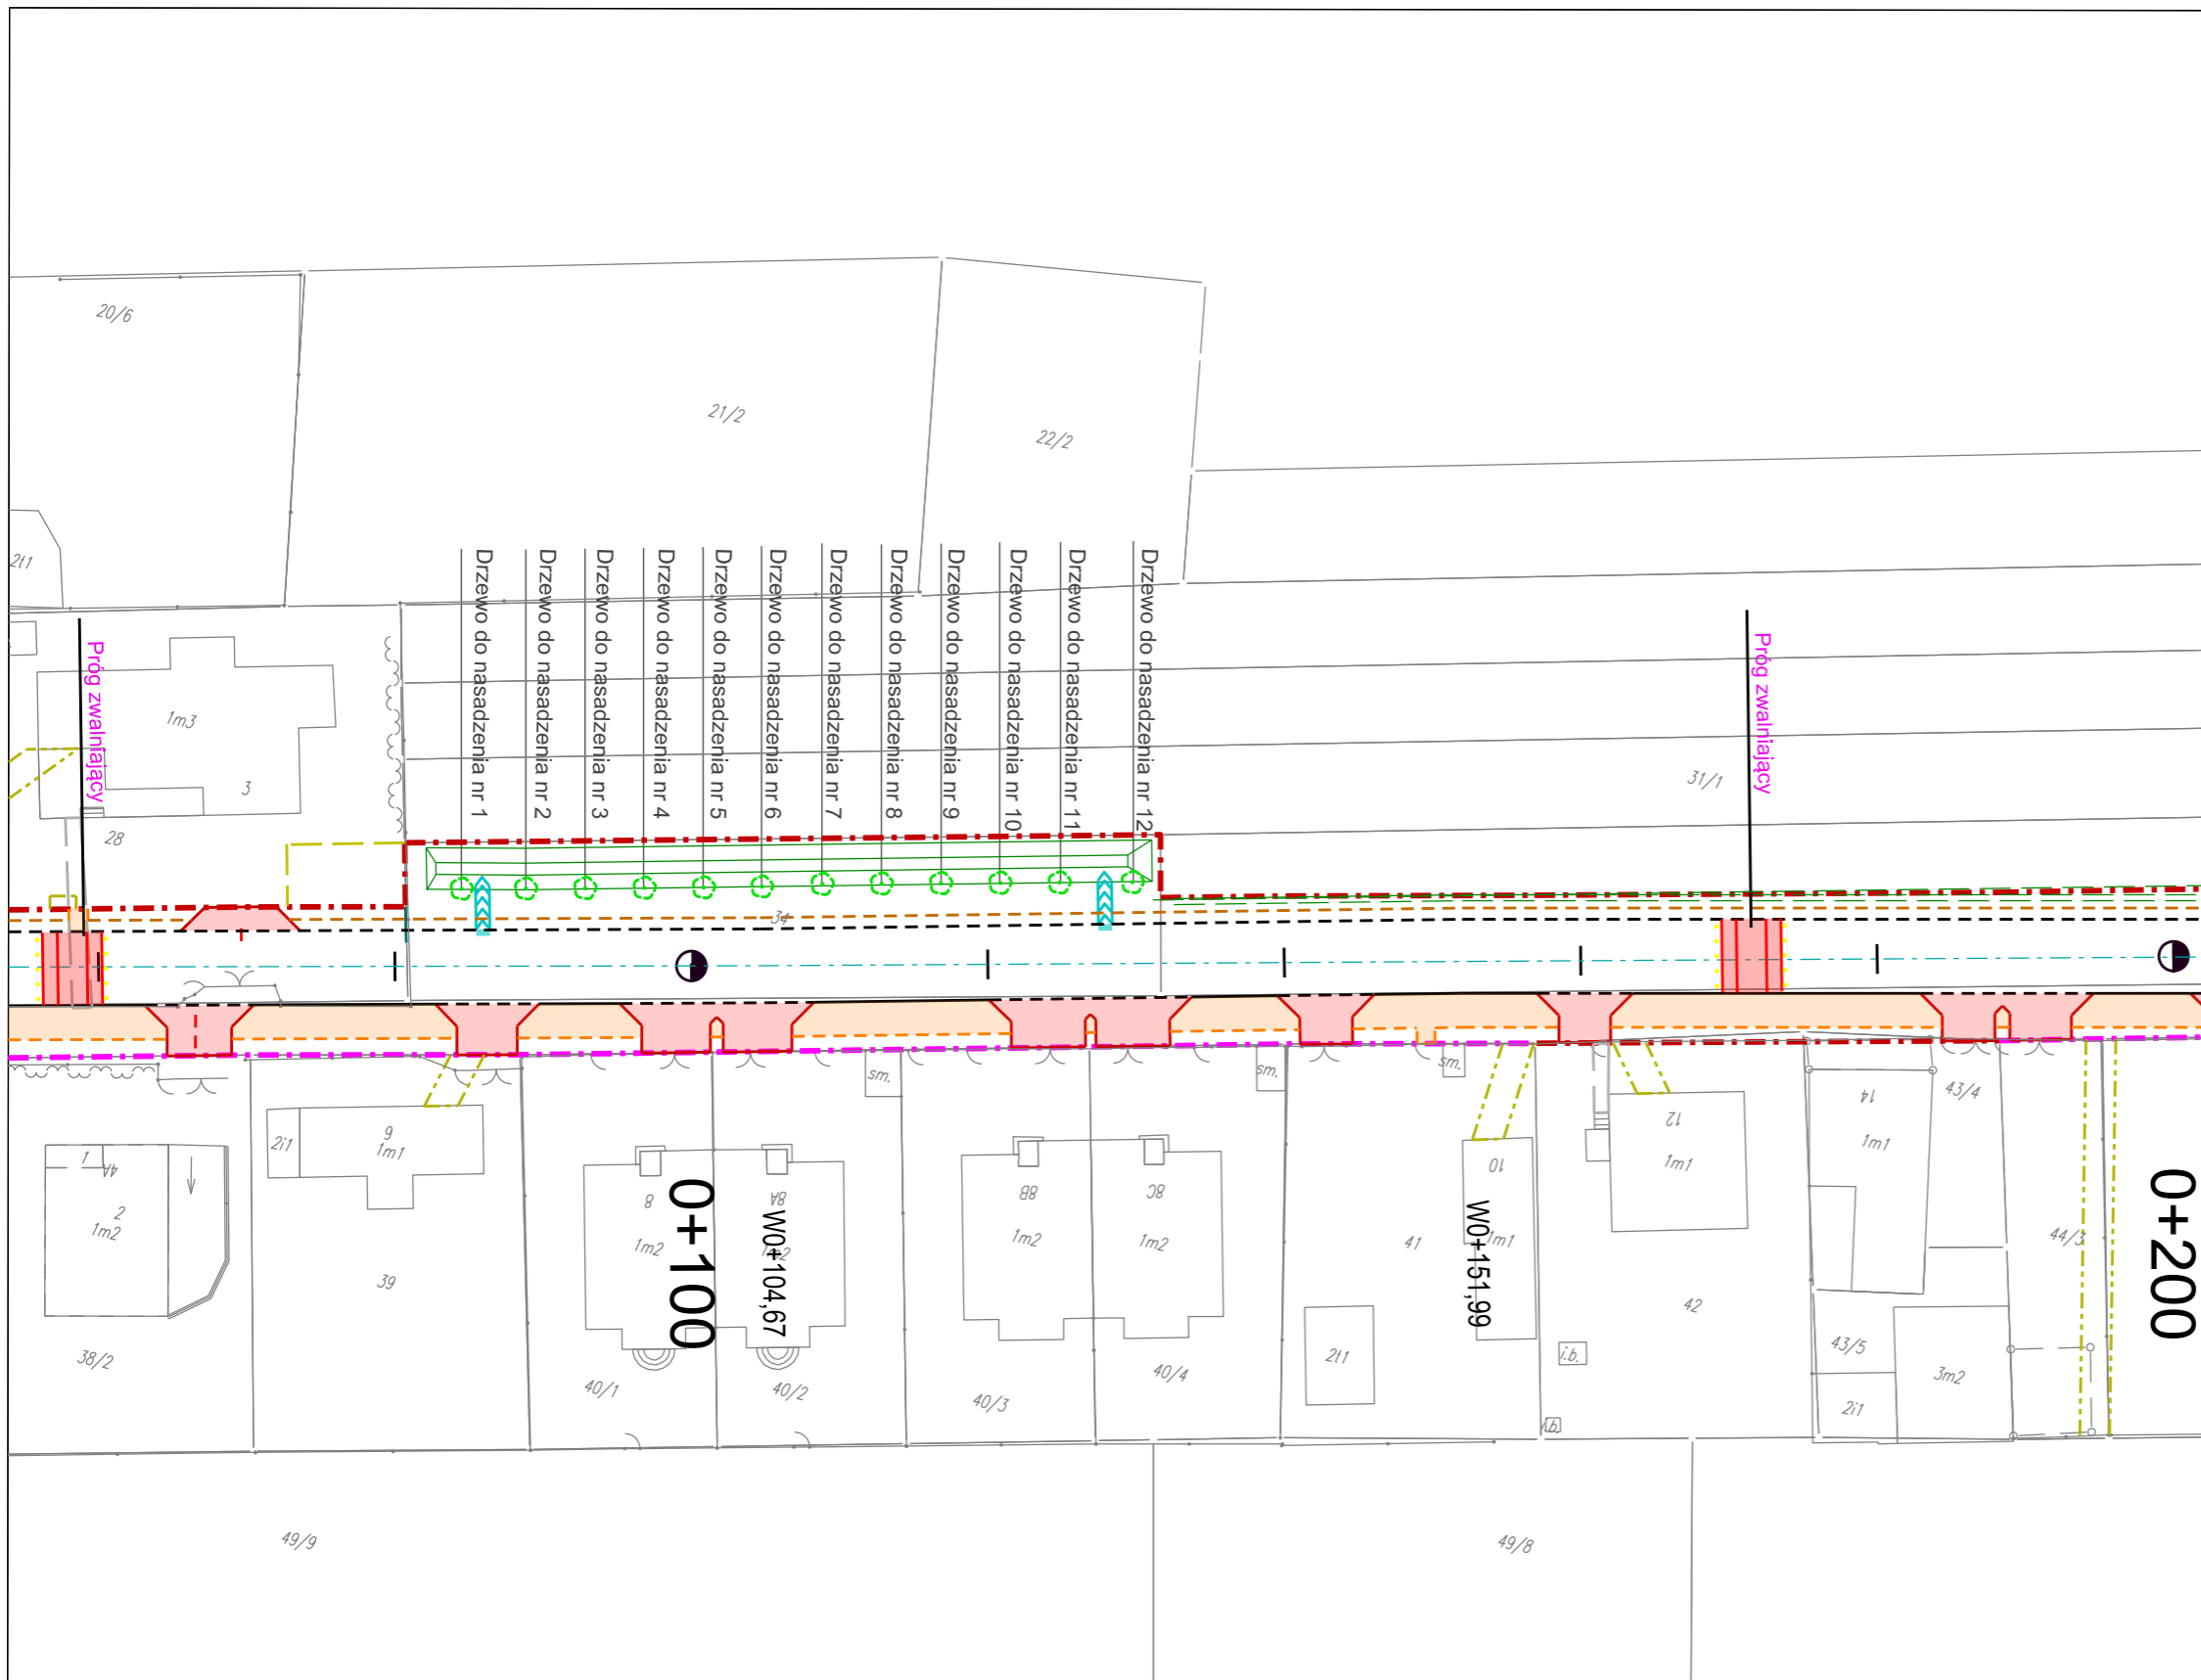 20/6
21/2
22/2
2t1
Próg zwalniający
1m3
3
28
Drzewo do nasadzenia nr 1
Drzewo do nasadzenia nr 2
Drzewo do nasadzenia nr 3
Drzewo do nasadzenia nr 4
Drzewo do nasadzenia nr 5
Drzewo do nasadzenia nr 6
Drzewo do nasadzenia nr 7
Drzewo do nasadzenia nr 8
Drzewo do nasadzenia nr 9
Drzewo do nasadzenia nr 10
Drzewo do nasadzenia nr 11
Drzewo do nasadzenia nr 12
Próg zwalniający
31/1
34
sm.
sm.
sm.
1
4A
2
1m2
38/2
2i1
9
1m1
39
8
1m2
0+100
8A
1m2
W0+104,67
40/1
40/2
8B
1m2
8C
1m2
40/3
40/4
41
2t1
10
1m1
W0+151,99
12
1m1
42
i.b.
i.b.
14
1m1
43/4
43/5
2i1
3m2
44/3
0+200
49/9
49/8